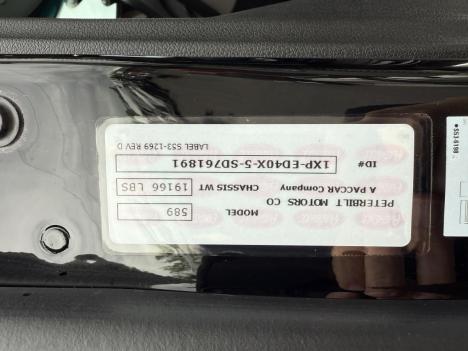 PETERBILT MOTORS CO
A PACCAR Company
MODEL 589
CHASSIS WT 19166 LBS
ID# 1XP-ED40X-5-SD761891
LABEL S53-1269 REV D